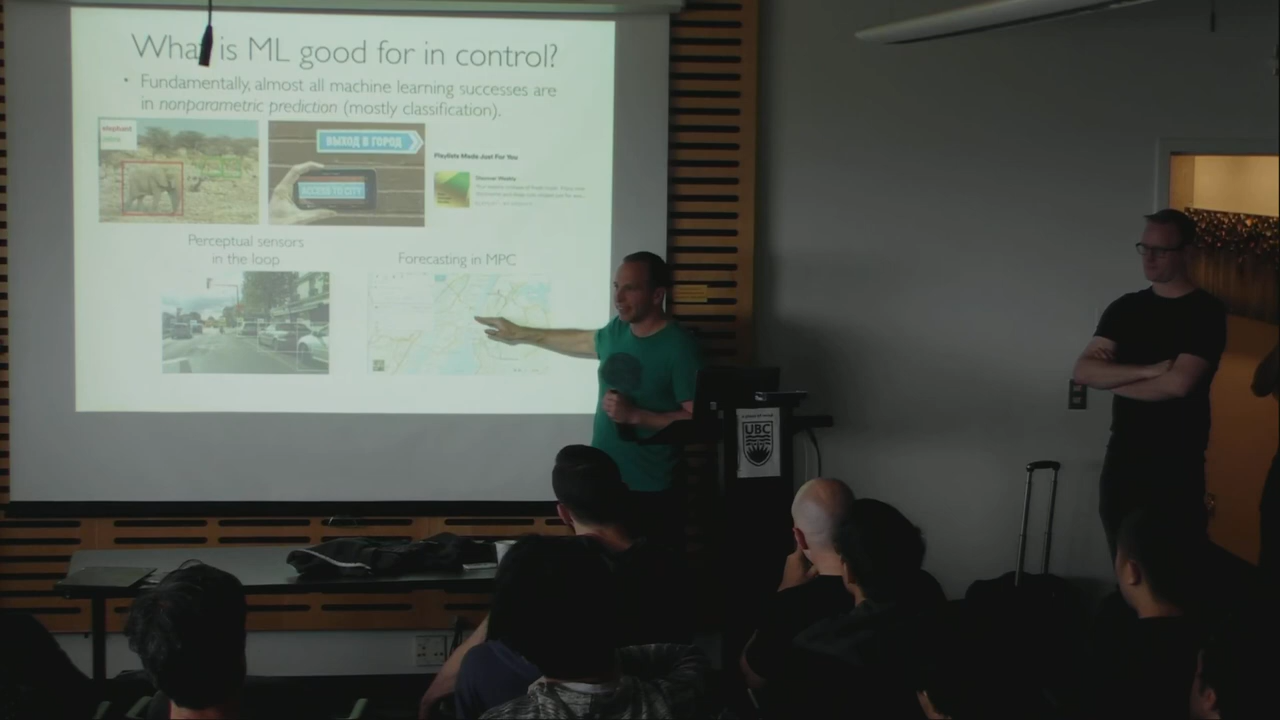 What is ML good for in control?
• Fundamentally, almost all machine learning successes are
in nonparametric prediction (mostly classification).
elephant
ВЫХОД В ГОРОД
ACCESS TO CITY
Playlists Made Just For You
Discover Weekly
Perceptual sensors
in the loop
Forecasting in MPC
UBC